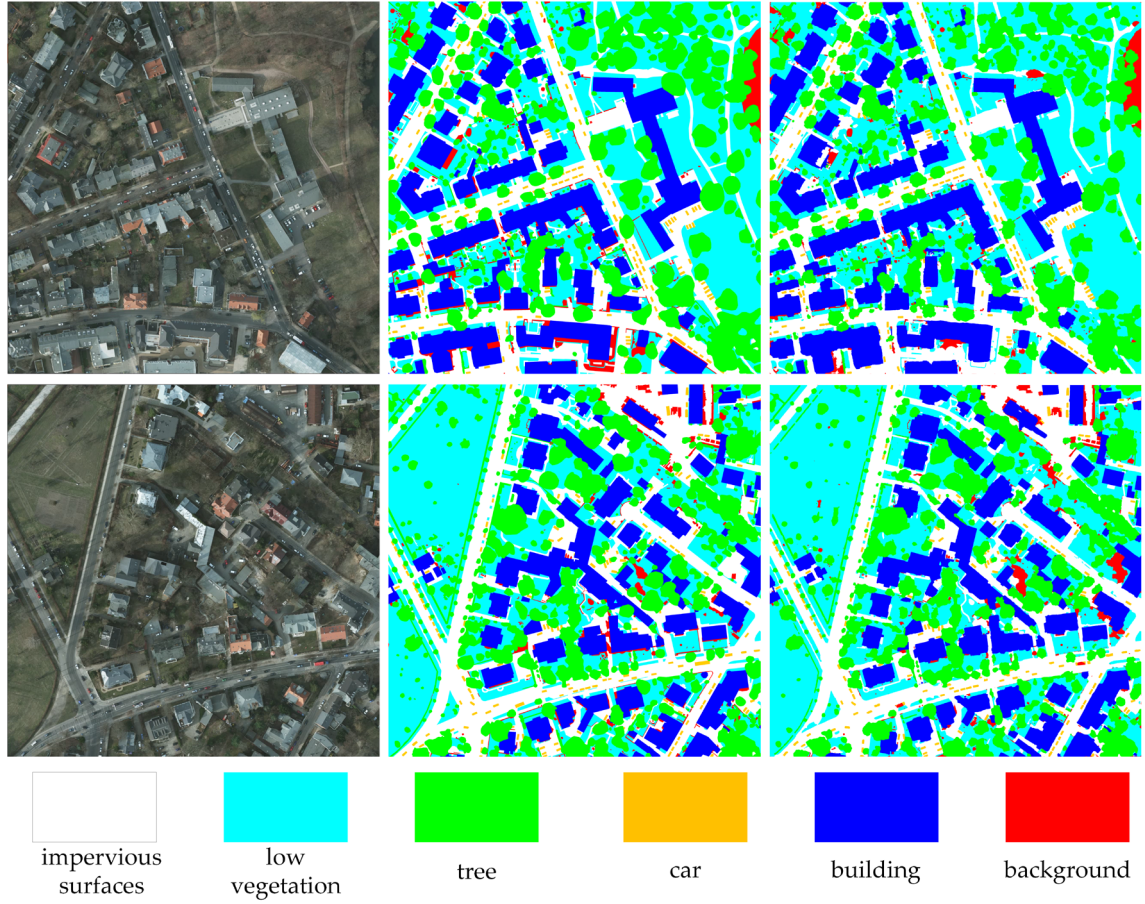 impervious
surfaces
low
vegetation
tree
car
building
background